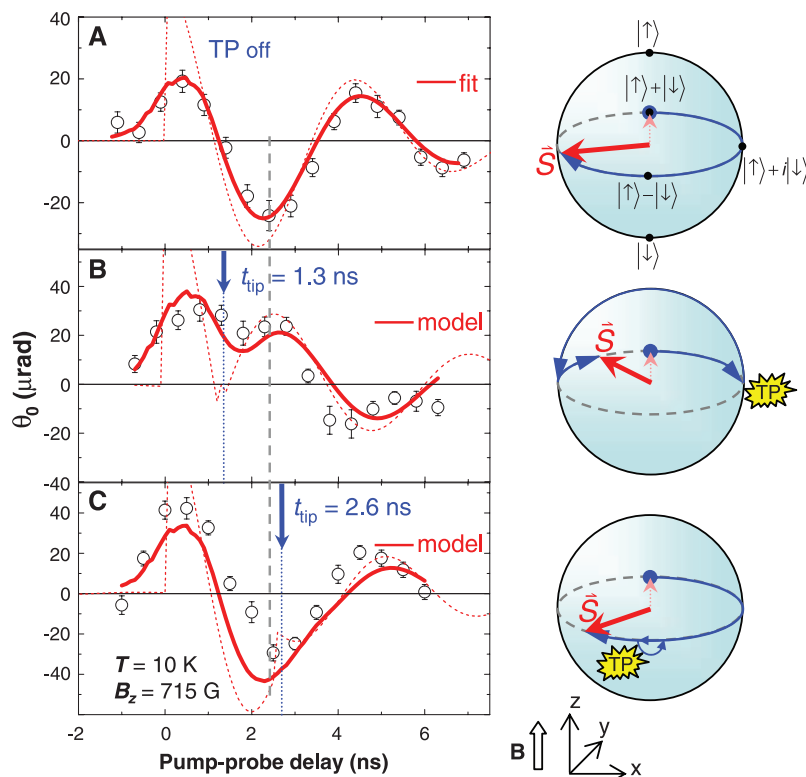 A
TP off
fit
40
20
0
-20
B
t_tip = 1.3 ns
model
40
20
0
-20
-40
C
t_tip = 2.6 ns
model
40
20
0
-20
-40
-60
T = 10 K
B_z = 715 G
θ₀ (μrad)
-2
0
2
4
6
Pump-probe delay (ns)
|↑⟩
|↑⟩+|↓⟩
S⃗
|↑⟩−|↓⟩
|↑⟩+i|↓⟩
|↓⟩
S⃗
TP
S⃗
TP
B
z
y
x